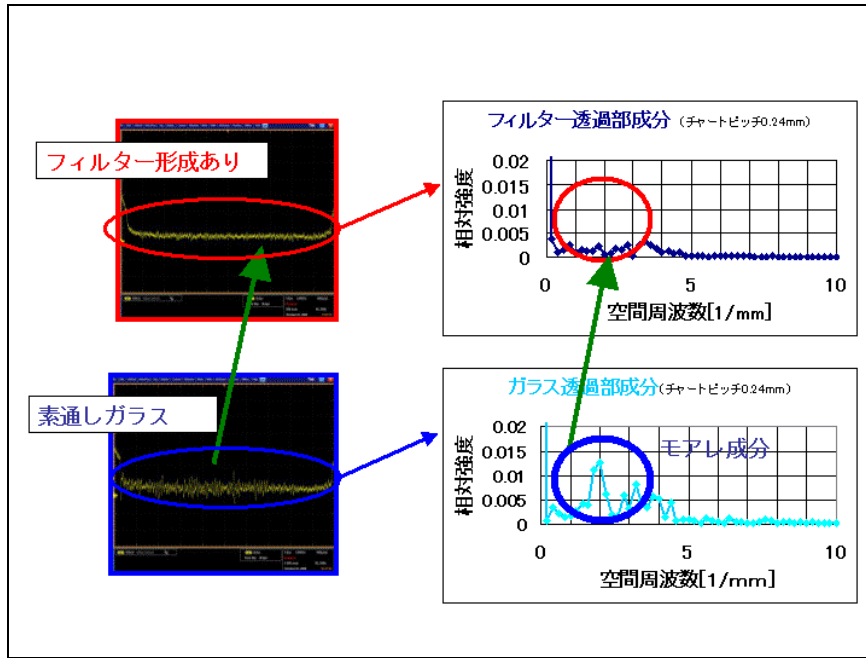 フィルター形成あり
フィルター透過部成分 (チャートピッチ0.24mm)
相対強度
0.02
0.015
0.01
0.005
0
0 5 10
空間周波数[1/mm]
素通しガラス
ガラス透過部成分(チャートピッチ0.24mm)
モアレ成分
相対強度
0.02
0.015
0.01
0.005
0
0 5 10
空間周波数[1/mm]